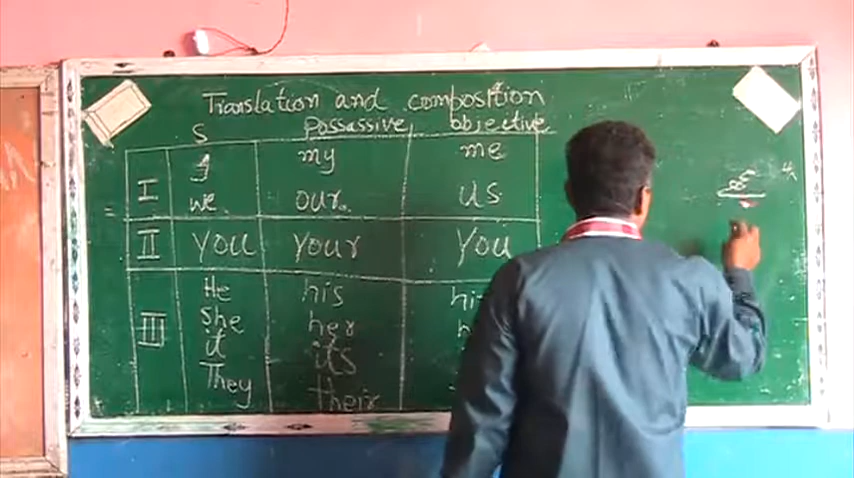 Translation and composition
S possassive, objective,
I I my me
we. our. us
II You Your You
He his
she her
III it its
They their